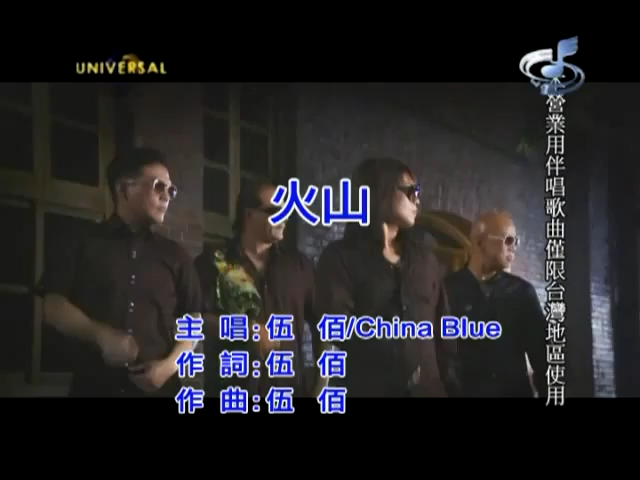 UNIVERSAL
火山
主 唱:伍 佰/China Blue
作 詞:伍 佰
作 曲:伍 佰
營業用伴唱歌曲僅限台灣地區使用